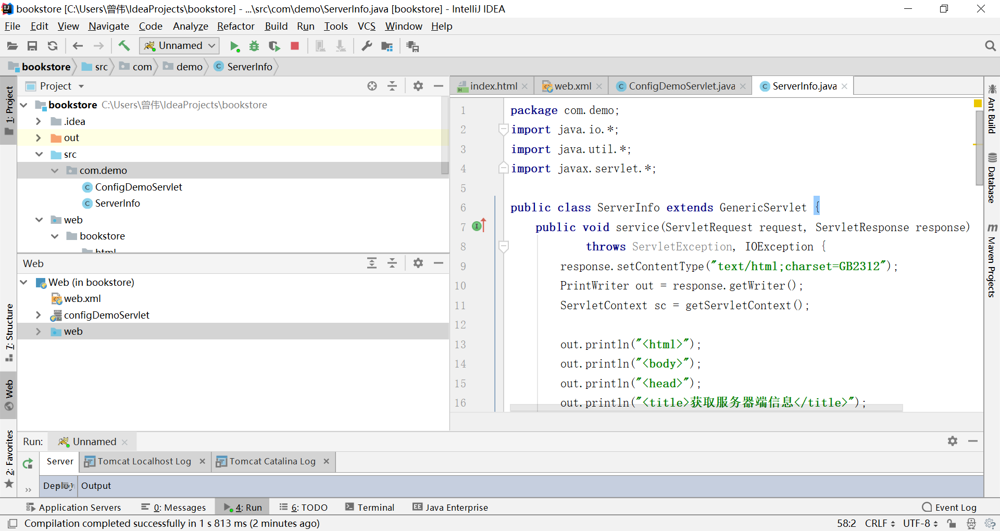 bookstore [C:\Users\曾伟\IdeaProjects\bookstore] - ...\src\com\demo\ServerInfo.java [bookstore] - IntelliJ IDEA
File Edit View Navigate Code Analyze Refactor Build Run Tools VCS Window Help
Unnamed
bookstore src com demo ServerInfo
1: Project
7: Structure
Web
2: Favorites
Project
bookstore C:\Users\曾伟\IdeaProjects\bookstore
.idea
out
src
com.demo
ConfigDemoServlet
ServerInfo
web
bookstore
html
Web
Web (in bookstore)
web.xml
configDemoServlet
web
index.html web.xml ConfigDemoServlet.java ServerInfo.java
1 package com.demo;
2 import java.io.*;
3 import java.util.*;
4 import javax.servlet.*;
5
6 public class ServerInfo extends GenericServlet {
7 public void service(ServletRequest request, ServletResponse response)
8 throws ServletException, IOException {
9 response.setContentType("text/html;charset=GB2312");
10 PrintWriter out = response.getWriter();
11 ServletContext sc = getServletContext();
12
13 out.println("<html>");
14 out.println("<body>");
15 out.println("<head>");
16 out.println("<title>获取服务器端信息</title>");
Ant Build
Database
Maven Projects
Run: Unnamed
Server Tomcat Localhost Log Tomcat Catalina Log
Output
Application Servers 0: Messages 4: Run 6: TODO Terminal Java Enterprise Event Log
Compilation completed successfully in 1 s 813 ms (2 minutes ago) 58:2 CRLF UTF-8